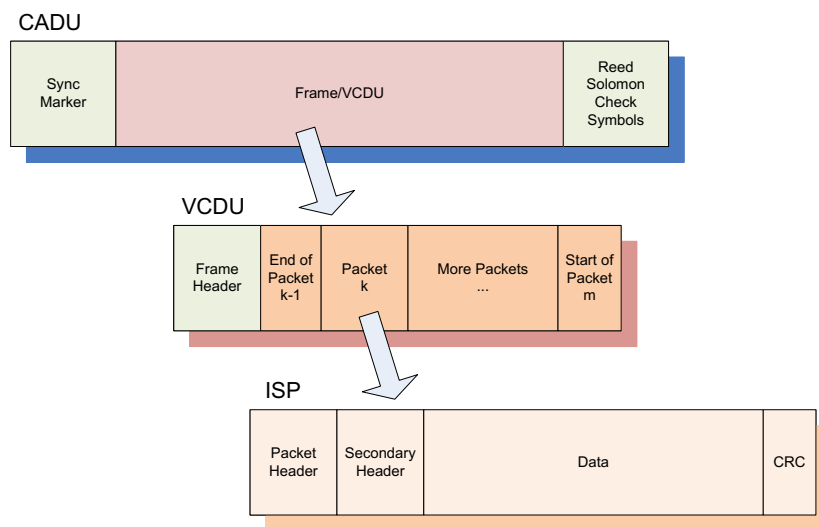 CADU
Sync
Marker
Frame/VCDU
Reed
Solomon
Check
Symbols
VCDU
Frame
Header
End of
Packet
k-1
Packet
k
More Packets
...
Start of
Packet
m
ISP
Packet
Header
Secondary
Header
Data
CRC